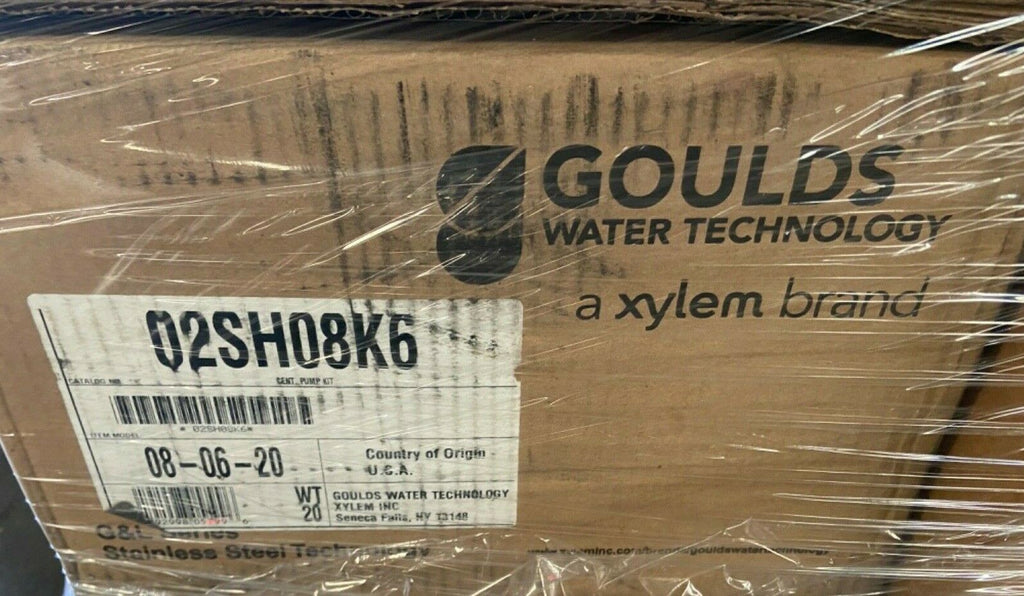 GOULDS
WATER TECHNOLOGY
a xylem brand
02SH08K6
CATALOG NO. CENT. PUMP KIT
* 02SH08K6*
ITEM MODEL
08-06-20
Country of Origin
U.S.A.
WT
20
GOULDS WATER TECHNOLOGY
XYLEM INC
Seneca Falls, NY 13148
G&L Series
Stainless Steel Technology